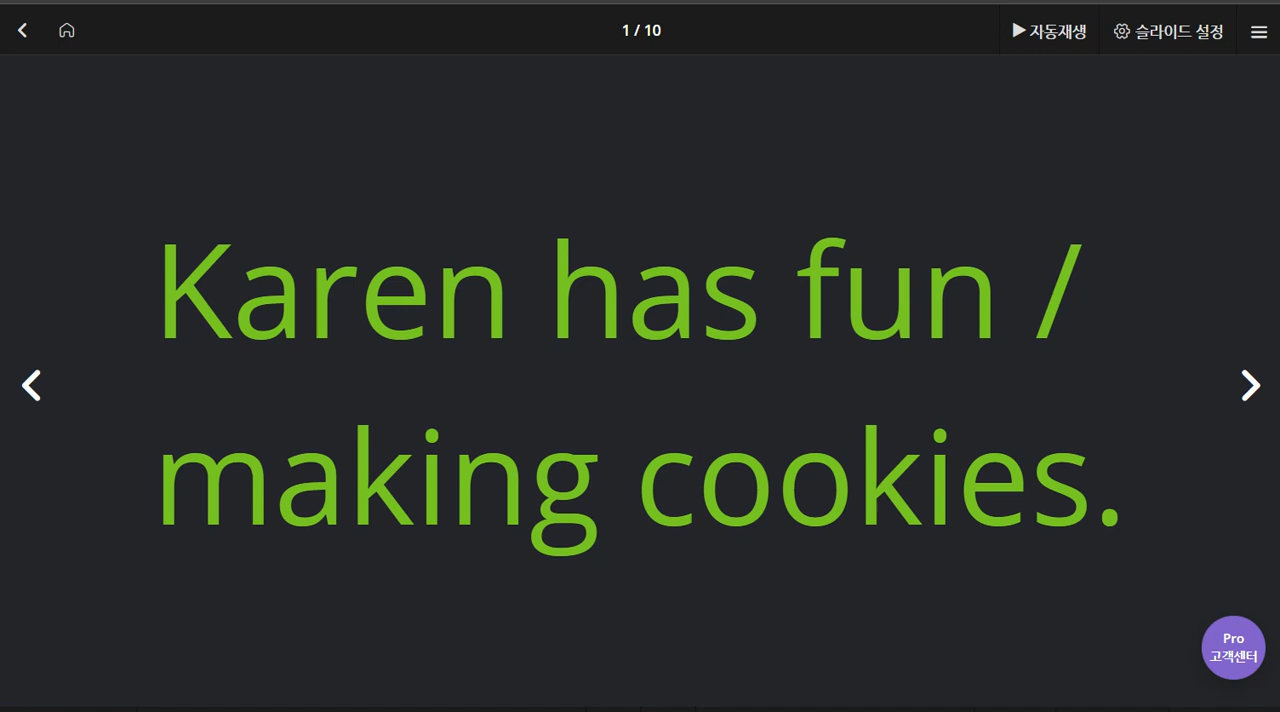 1 / 10
▶ 자동재생
슬라이드 설정
Karen has fun /
making cookies.
Pro
고객센터